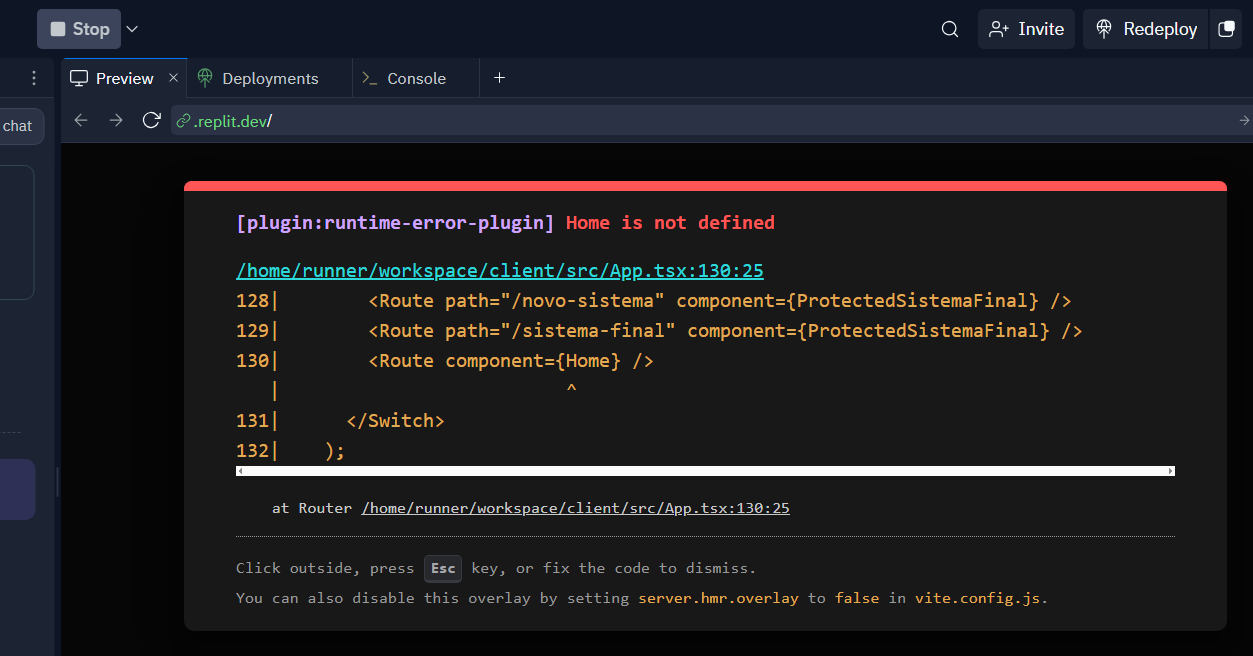 Stop
Invite
Redeploy
Preview
Deployments
Console
chat
.replit.dev/
[plugin:runtime-error-plugin] Home is not defined
/home/runner/workspace/client/src/App.tsx:130:25
128|        <Route path="/novo-sistema" component={ProtectedSistemaFinal} />
129|        <Route path="/sistema-final" component={ProtectedSistemaFinal} />
130|        <Route component={Home} />
   |                          ^
131|      </Switch>
132|    );
at Router /home/runner/workspace/client/src/App.tsx:130:25
Click outside, press Esc key, or fix the code to dismiss.
You can also disable this overlay by setting server.hmr.overlay to false in vite.config.js.